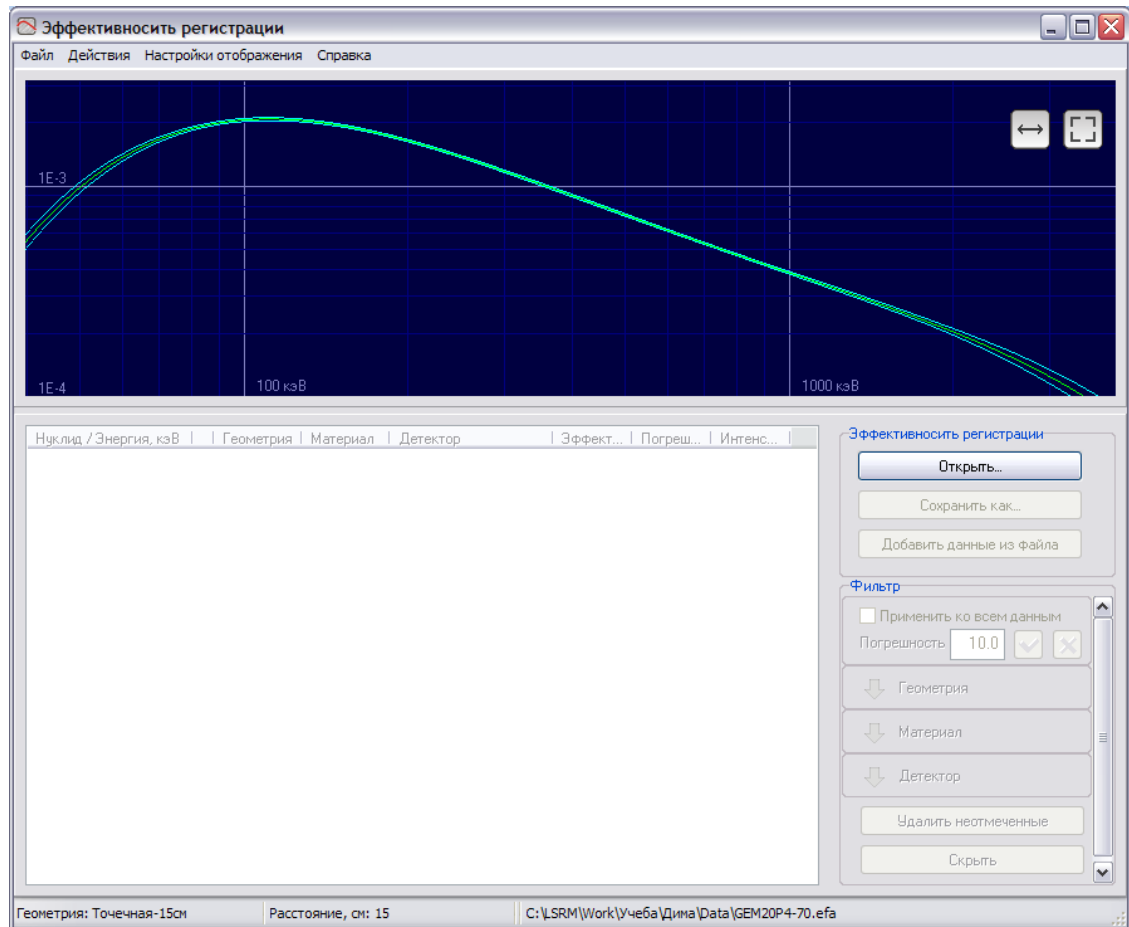 Эффективносить регистрации
Файл Действия Настройки отображения Справка
1E-3
1E-4
100 кэВ
1000 кэВ
Нуклид / Энергия, кэВ Геометрия Материал Детектор Эффект... Погреш... Интенс...
Эффективносить регистрации
Открыть...
Сохранить как...
Добавить данные из файла
Фильтр
Применить ко всем данным
Погрешность 10.0
Геометрия
Материал
Детектор
Удалить неотмеченные
Скрыть
Геометрия: Точечная-15см Расстояние, см: 15 C:\LSRM\Work\Учеба\Дима\Data\GEM20P4-70.efa